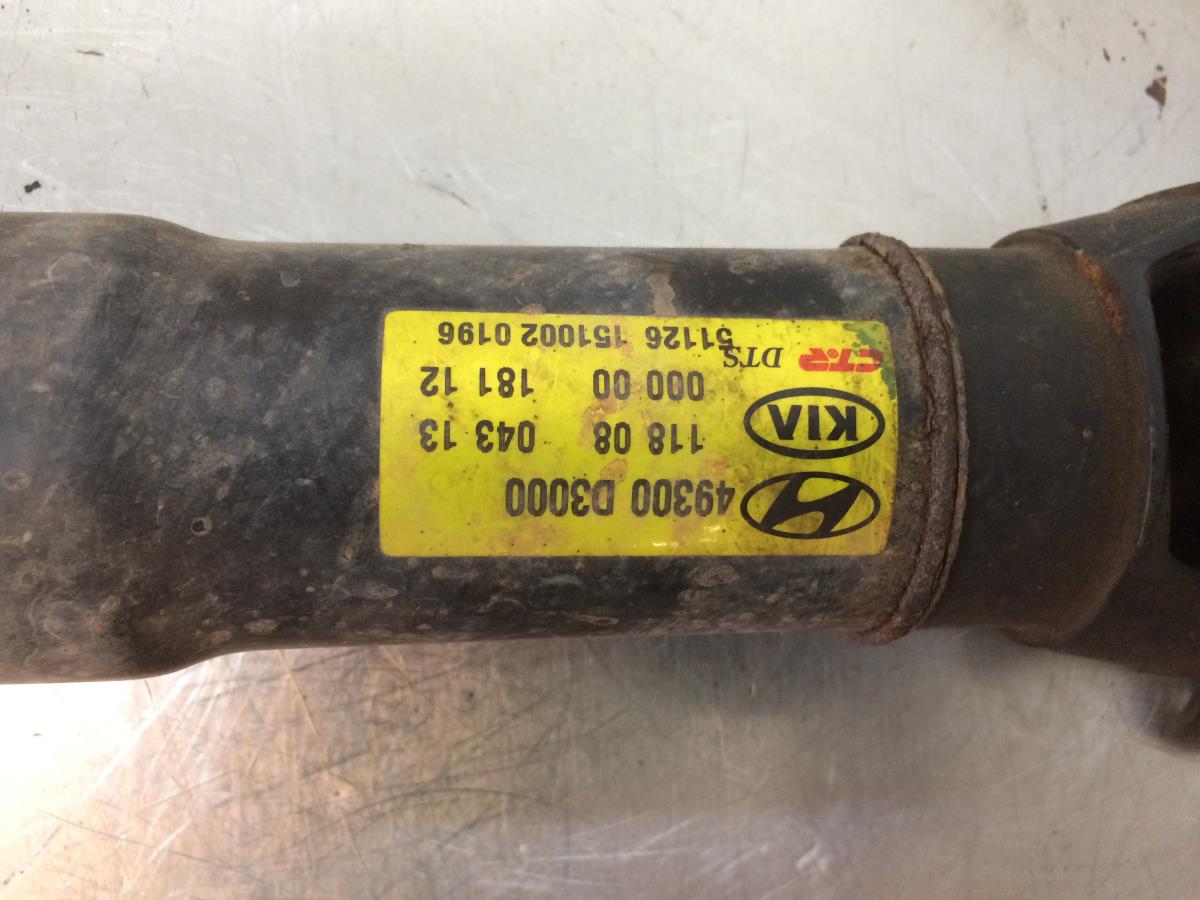 49300 D3000
118 08 043 13
KIA
000 00 181 12
CTR DTS
51126 151002 0196